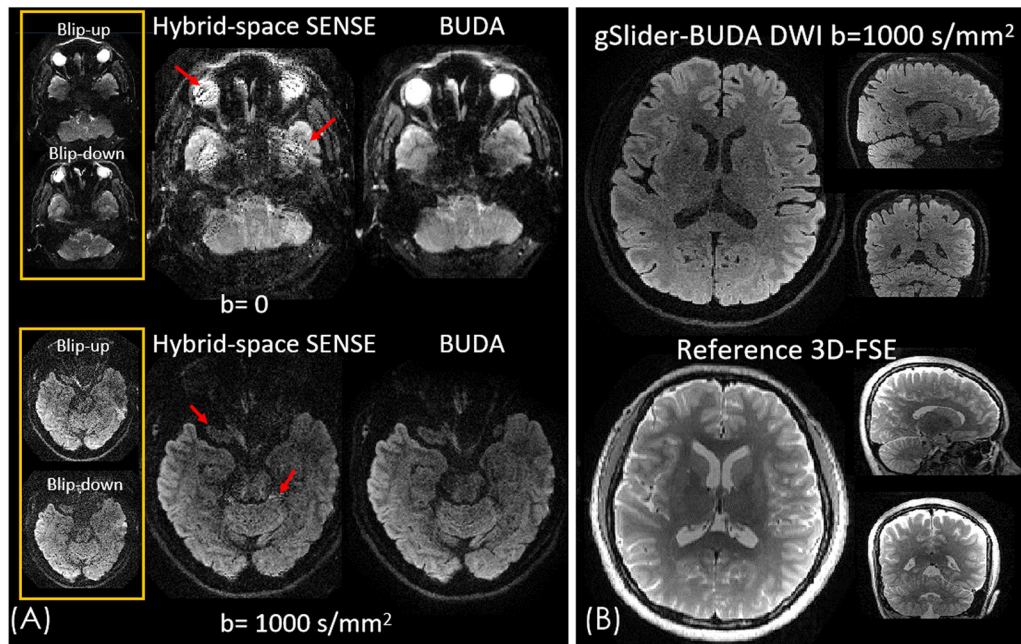 Blip-up
Hybrid-space SENSE
BUDA
Blip-down
b= 0
Blip-up
Hybrid-space SENSE
BUDA
Blip-down
(A)
b= 1000 s/mm²
gSlider-BUDA DWI b=1000 s/mm²
Reference 3D-FSE
(B)